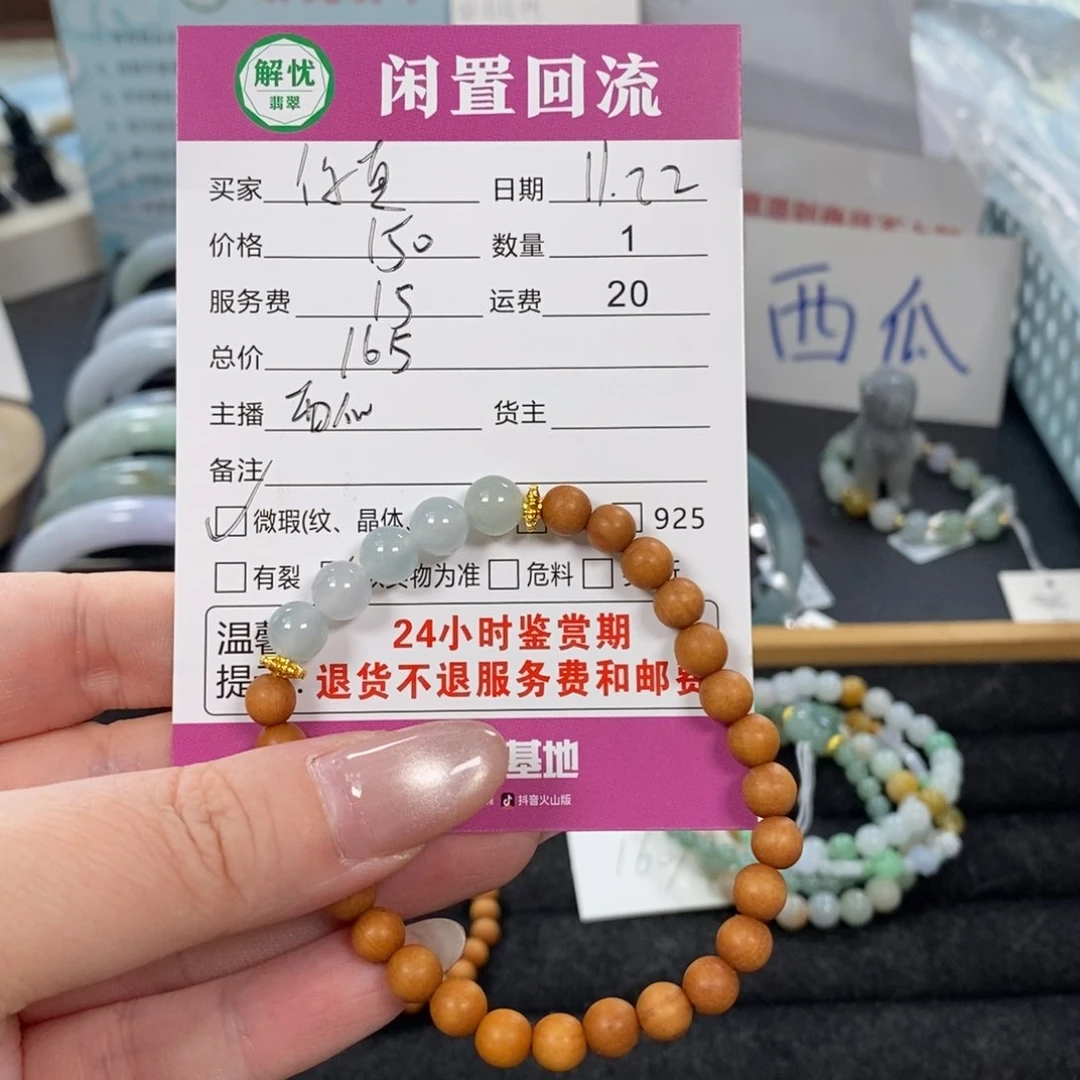 解忧
翡翠
闲置回流
买家 日期 11.22
价格 150 数量 1
服务费 15 运费 20
总价 165
主播 西瓜 货主
备注
微瑕(纹、晶体、 925
有裂 实物为准 危料
温馨 24小时鉴赏期
提 : 退货不退服务费和邮费
基地
抖音火山版
西瓜